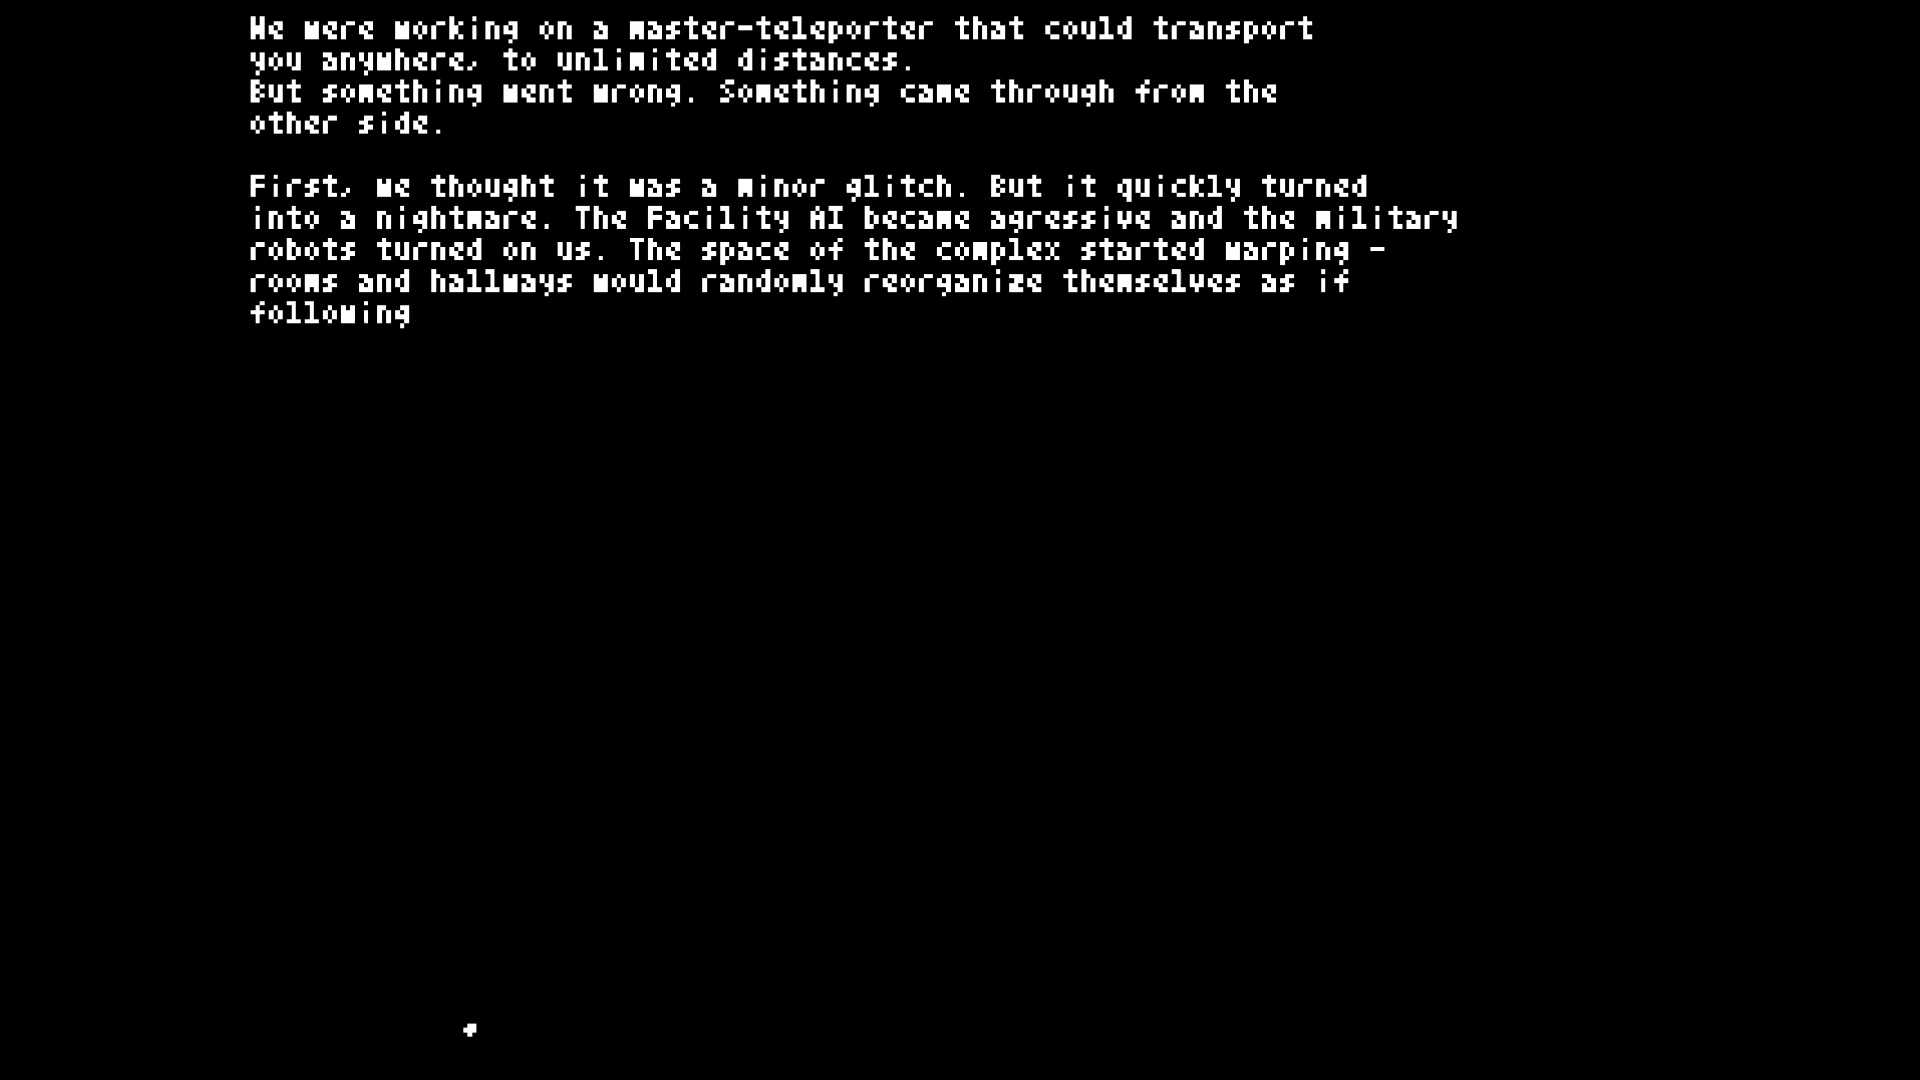 We were working on a master-teleporter that could transport
you anywhere, to unlimited distances.
But something went wrong. Something came through from the
other side.
First, we thought it was a minor glitch. But it quickly turned
into a nightmare. The Facility AI became agressive and the military
robots turned on us. The space of the complex started warping -
rooms and hallways would randomly reorganize themselves as if
following